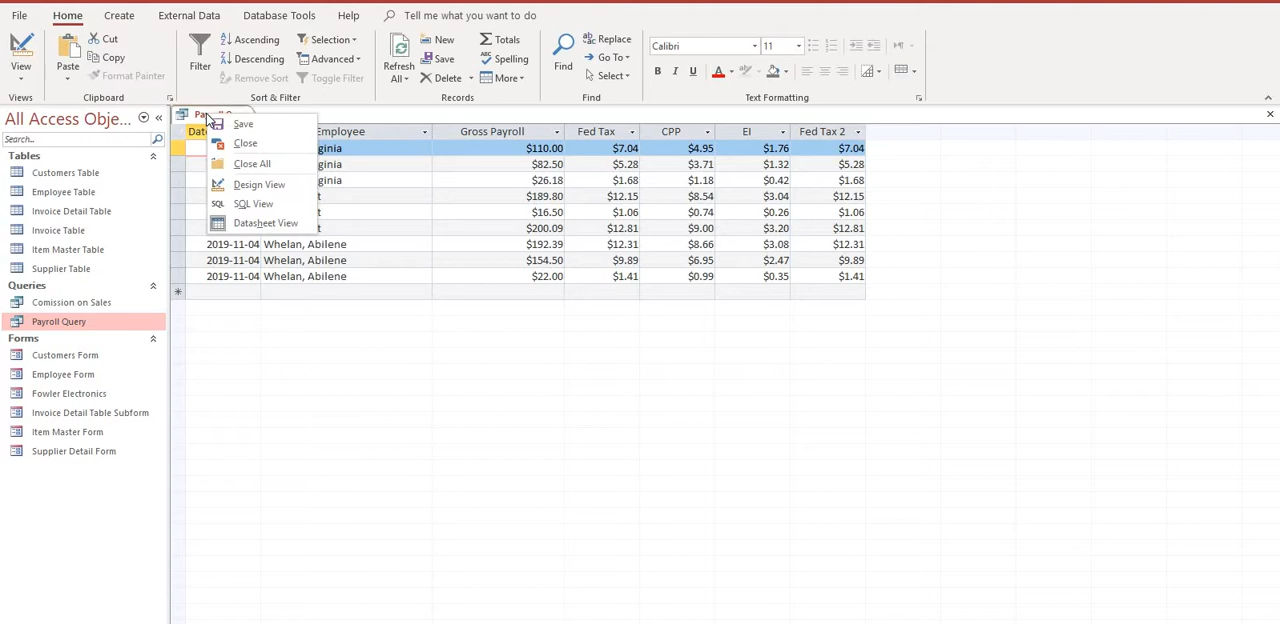 File Home Create External Data Database Tools Help Tell me what you want to do
View
Views
Paste
Cut
Copy
Format Painter
Clipboard
Filter
Ascending
Descending
Remove Sort
Selection
Advanced
Toggle Filter
Sort & Filter
Refresh
All
New
Save
Delete
Totals
Spelling
More
Records
Find
Replace
Go To
Select
Find
Calibri 11
B I U A
Text Formatting
All Access Obje...
Search...
Tables
Customers Table
Employee Table
Invoice Detail Table
Invoice Table
Item Master Table
Supplier Table
Queries
Comission on Sales
Payroll Query
Forms
Customers Form
Employee Form
Fowler Electronics
Invoice Detail Table Subform
Item Master Form
Supplier Detail Form
Save
Close
Close All
Design View
SQL SQL View
Datasheet View
Date Employee Gross Payroll Fed Tax CPP EI Fed Tax 2
ginia $110.00 $7.04 $4.95 $1.76 $7.04
ginia $82.50 $5.28 $3.71 $1.32 $5.28
ginia $26.18 $1.68 $1.18 $0.42 $1.68
t $189.80 $12.15 $8.54 $3.04 $12.15
t $16.50 $1.06 $0.74 $0.26 $1.06
t $200.09 $12.81 $9.00 $3.20 $12.81
2019-11-04 Whelan, Abilene $192.39 $12.31 $8.66 $3.08 $12.31
2019-11-04 Whelan, Abilene $154.50 $9.89 $6.95 $2.47 $9.89
2019-11-04 Whelan, Abilene $22.00 $1.41 $0.99 $0.35 $1.41